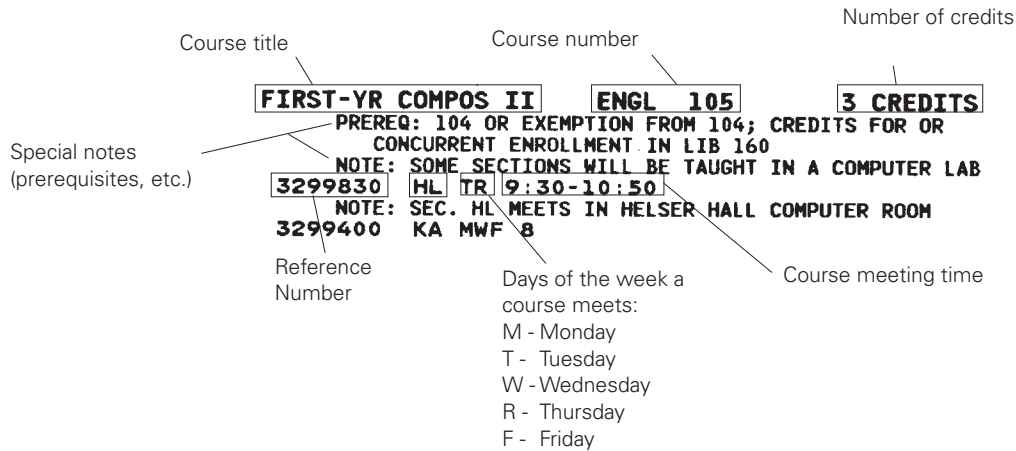 Number of credits
Course title
Course number
FIRST-YR COMPOS II ENGL 105 3 CREDITS
PREREQ: 104 OR EXEMPTION FROM 104; CREDITS FOR OR
CONCURRENT ENROLLMENT IN LIB 160
Special notes
(prerequisites, etc.)
NOTE: SOME SECTIONS WILL BE TAUGHT IN A COMPUTER LAB
3299830 HL TR 9:30-10:50
NOTE: SEC. HL MEETS IN HELSER HALL COMPUTER ROOM
3299400 KA MWF 8
Reference
Number
Days of the week a
course meets:
M - Monday
T - Tuesday
W - Wednesday
R - Thursday
F - Friday
Course meeting time